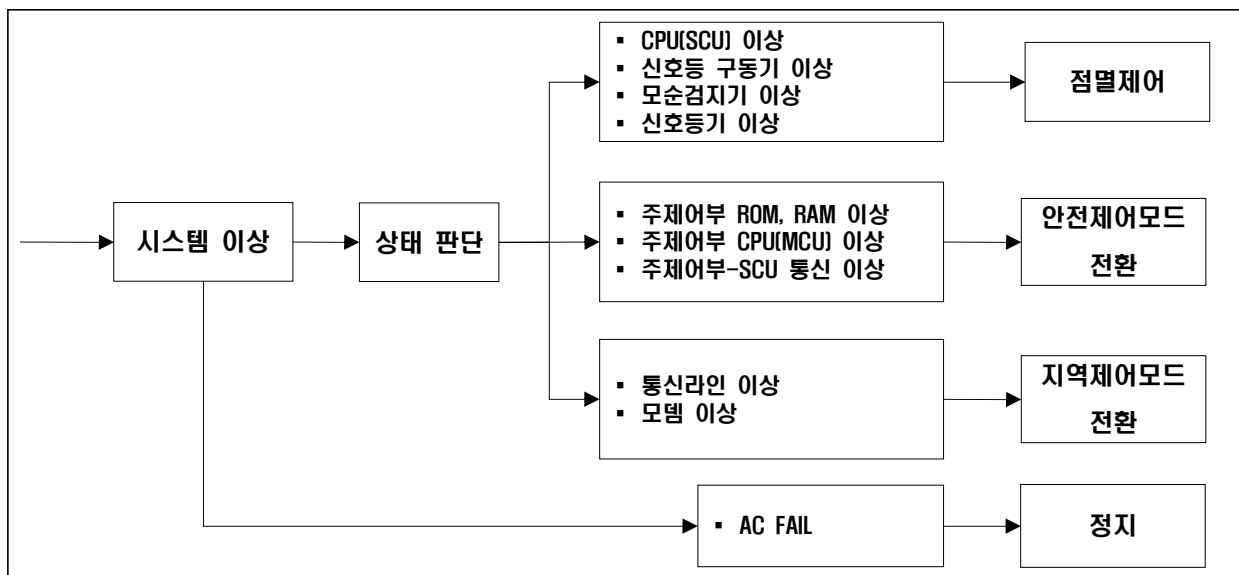 ▪ CPU(SCU) 이상
▪ 신호등 구동기 이상
▪ 모순검지기 이상
▪ 신호등기 이상
점멸제어
시스템 이상
상태 판단
▪ 주제어부 ROM, RAM 이상
▪ 주제어부 CPU(MCU) 이상
▪ 주제어부-SCU 통신 이상
안전제어모드
전환
▪ 통신라인 이상
▪ 모뎀 이상
지역제어모드
전환
▪ AC FAIL
정지